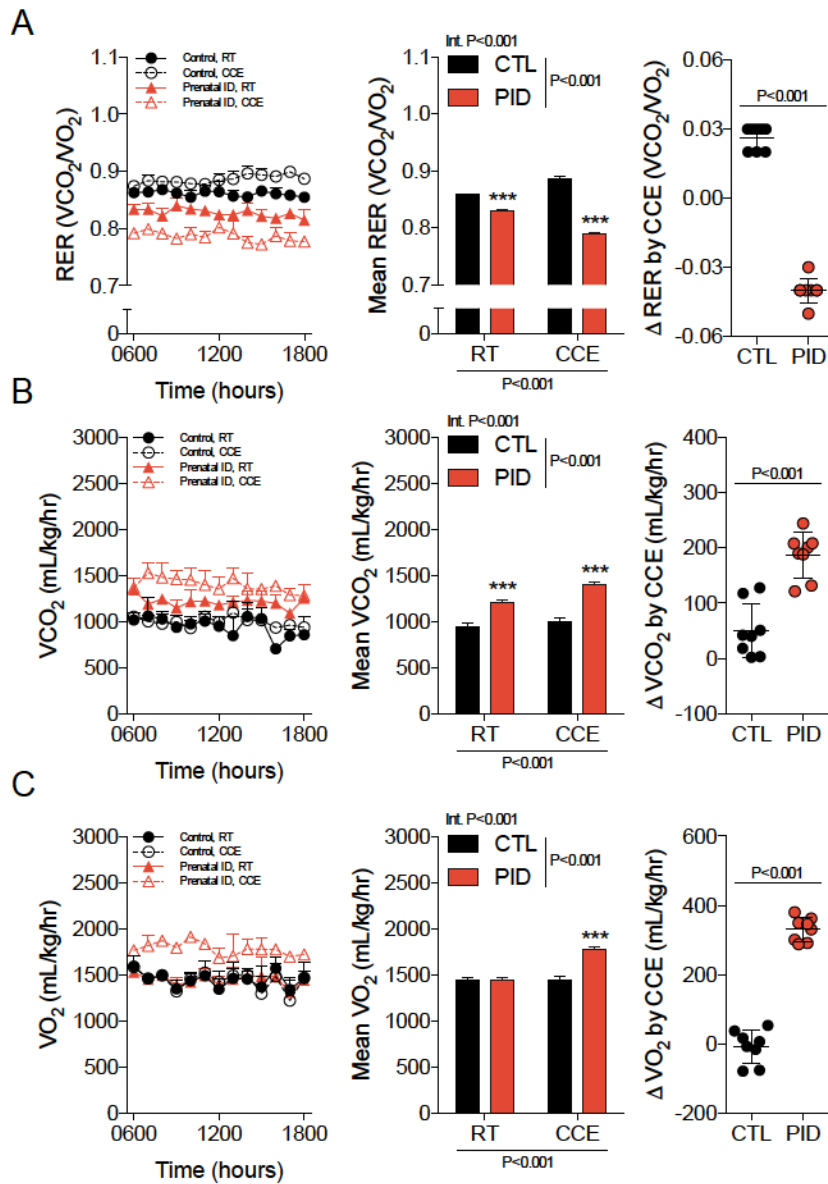 A
RER (VCO2/VO2)
1.1
1.0
0.9
0.8
0.7
0
Control, RT
Control, CCE
Prenatal ID, RT
Prenatal ID, CCE
0600 1200 1800
Time (hours)
Mean RER (VCO2/VO2)
Int. P<0.001
CTL
PID
P<0.001
1.1
1.0
0.9
0.8
0.7
0
***
***
RT CCE
P<0.001
Δ RER by CCE (VCO2/VO2)
0.06
0.03
0.00
-0.03
-0.06
P<0.001
CTL PID
B
VCO2 (mL/kg/hr)
3000
2500
2000
1500
1000
500
0
Control, RT
Control, CCE
Prenatal ID, RT
Prenatal ID, CCE
0600 1200 1800
Time (hours)
Mean VCO2 (mL/kg/hr)
Int. P<0.001
CTL
PID
P<0.001
3000
2500
2000
1500
1000
500
0
***
***
RT CCE
P<0.001
Δ VCO2 by CCE (mL/kg/hr)
400
300
200
100
0
-100
P<0.001
CTL PID
C
VO2 (mL/kg/hr)
3000
2500
2000
1500
1000
500
0
Control, RT
Control, CCE
Prenatal ID, RT
Prenatal ID, CCE
0600 1200 1800
Time (hours)
Mean VO2 (mL/kg/hr)
Int. P<0.001
CTL
PID
P<0.001
3000
2500
2000
1500
1000
500
0
***
RT CCE
P<0.001
Δ VO2 by CCE (mL/kg/hr)
600
400
200
0
-200
P<0.001
CTL PID